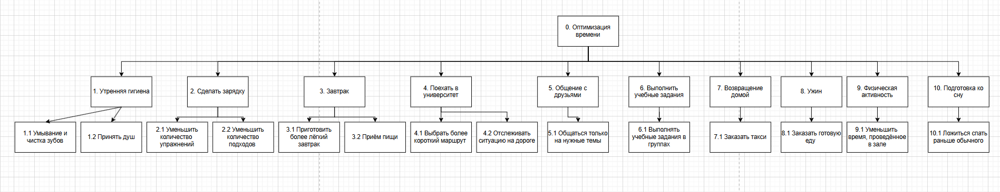 0. Оптимизация
времени
1. Утренняя гигиена
2. Сделать зарядку
3. Завтрак
4. Поехать в
университет
5. Общение с
друзьями
6. Выполнить
учебные задания
7. Возвращение
домой
8. Ужин
9. Физическая
активность
10. Подготовка ко
сну
1.1 Умывание и
чистка зубов
1.2 Принять душ
2.1 Уменьшить
количество
упражнений
2.2 Уменьшить
количество
подходов
3.1 Приготовить
более лёгкий
завтрак
3.2 Приём пищи
4.1 Выбрать более
короткий маршрут
4.2 Отслеживать
ситуацию на дороге
5.1 Общаться только
на нужные темы
6.1 Выполнять
учебные задания в
группах
7.1 Заказать такси
8.1 Заказать готовую
еду
9.1 Уменьшить
время, проведённое
в зале
10.1 Ложиться спать
раньше обычного